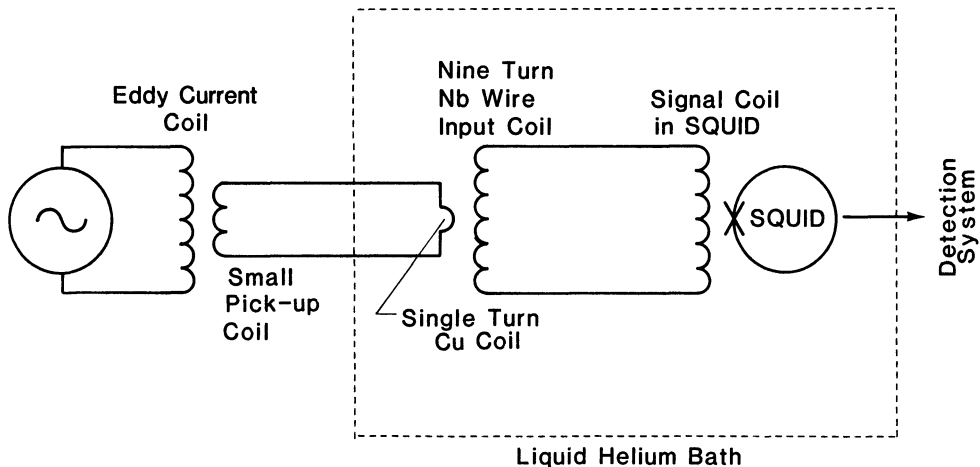 Eddy Current
Coil
Nine Turn
Nb Wire
Input Coil
Signal Coil
in SQUID
SQUID
Detection
System
Small
Pick-up
Coil
Single Turn
Cu Coil
Liquid Helium Bath